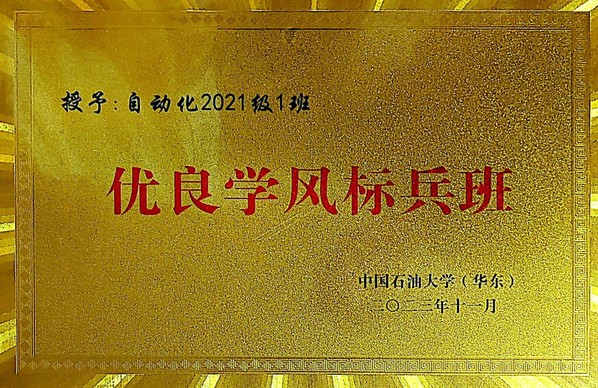 授予:自动化2021级1班
优良学风标兵班
中国石油大学(华东)
二〇二三年十一月